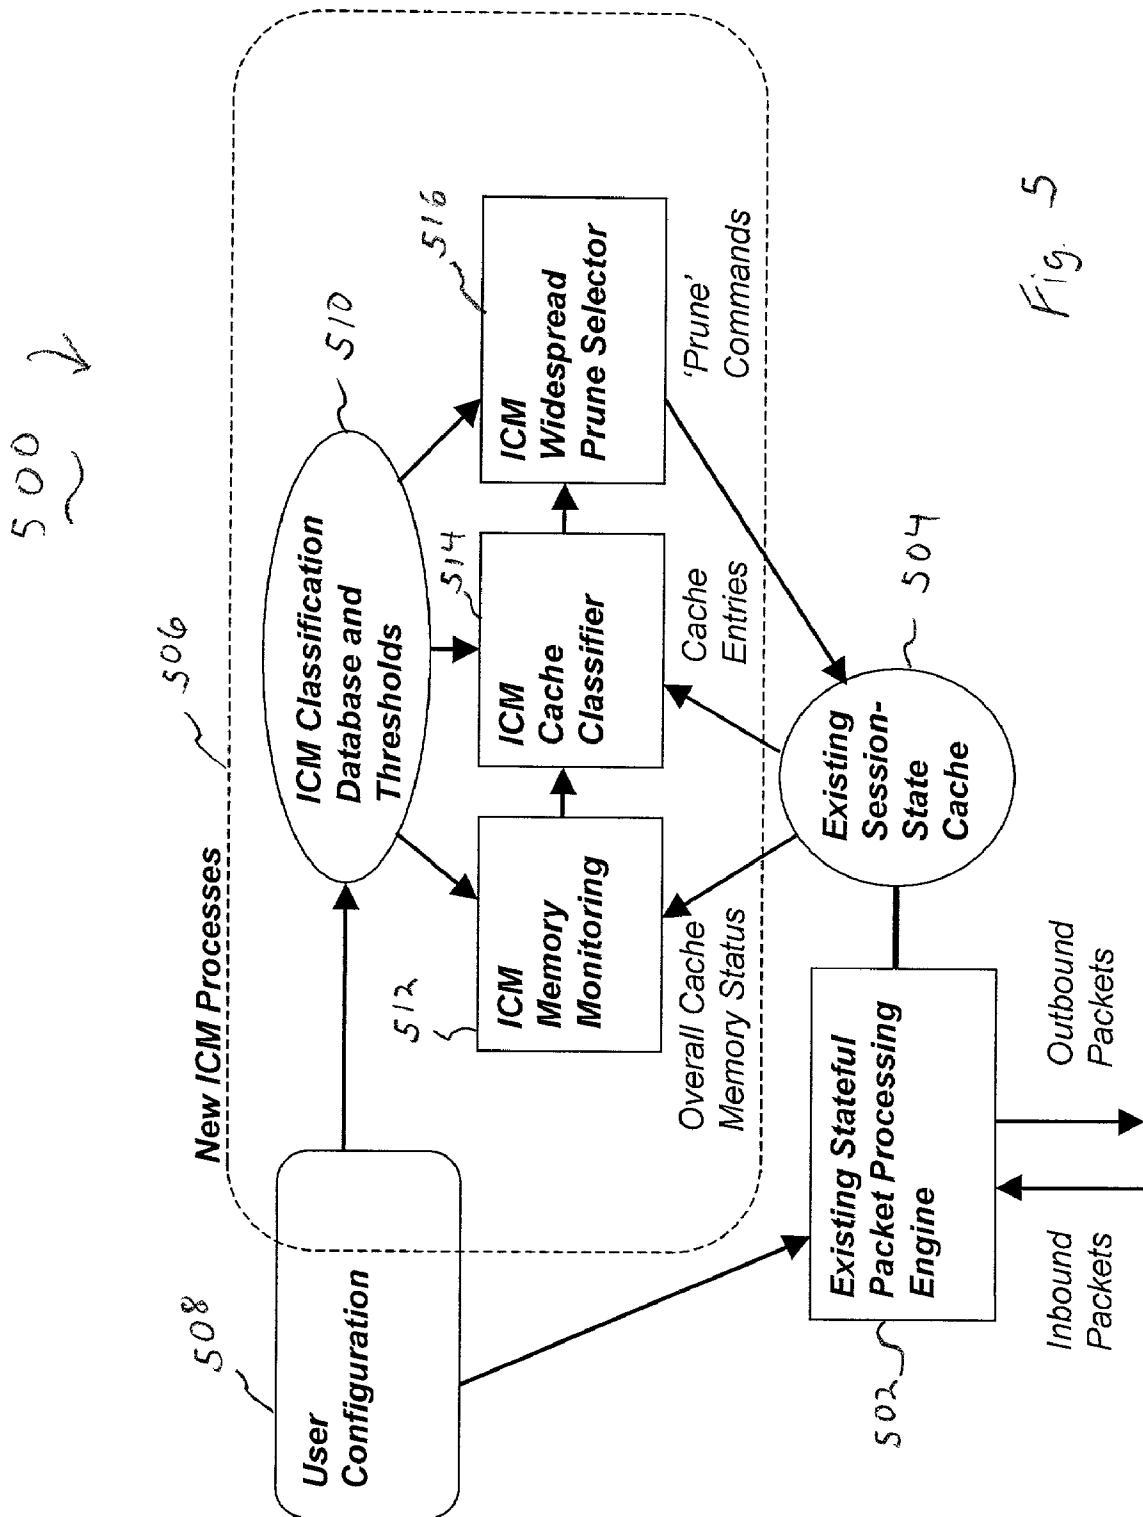 500
506
New ICM Processes
508
User
Configuration
ICM Classification
Database and
Thresholds
510
512
ICM
Memory
Monitoring
514
ICM
Cache
Classifier
516
ICM
Widespread
Prune Selector
Overall Cache
Memory Status
Cache
Entries
'Prune'
Commands
502
Existing Stateful
Packet Processing
Engine
Existing
Session-
State
Cache
504
Inbound
Packets
Outbound
Packets
Fig. 5